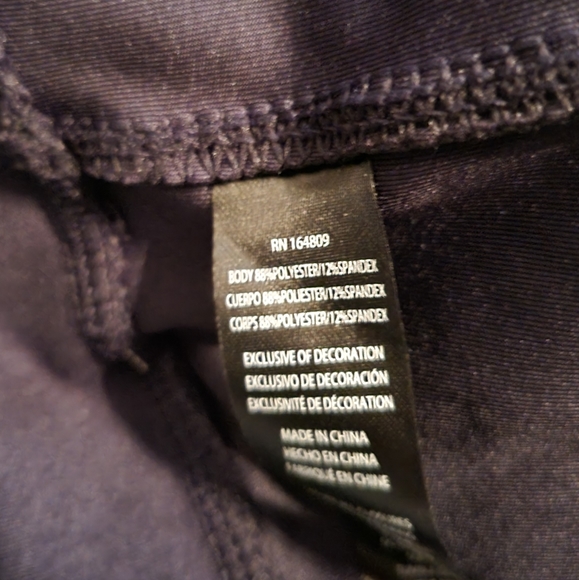 RN 164809
BODY 88%POLYESTER/12%SPANDEX
CUERPO 88%POLIESTER/12%SPANDEX
CORPS 88%POLYESTER/12%SPANDEX
EXCLUSIVE OF DECORATION
EXCLUSIVO DE DECORACIÓN
EXCLUSIVITÉ DE DÉCORATION
MADE IN CHINA
HECHO EN CHINA
FABRIQUÉ EN CHINE